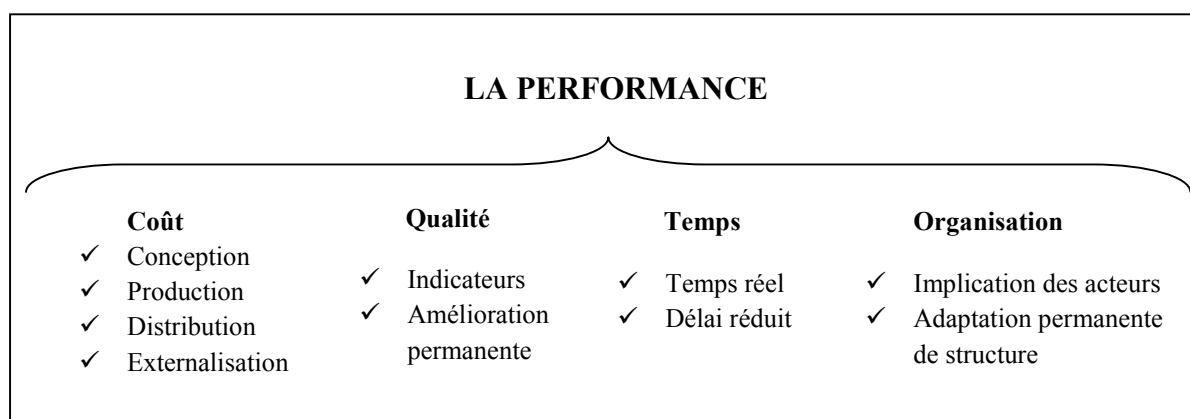 LA PERFORMANCE
Coût
✓ Conception
✓ Production
✓ Distribution
✓ Externalisation
Qualité
✓ Indicateurs
✓ Amélioration
permanente
Temps
✓ Temps réel
✓ Délai réduit
Organisation
✓ Implication des acteurs
✓ Adaptation permanente
de structure